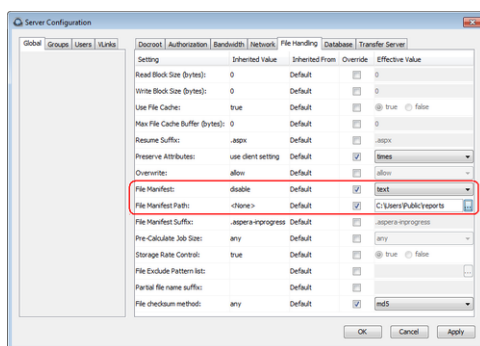 Server Configuration
Global Groups Users VLinks
Docroot Authorization Bandwidth Network File Handling Database Transfer Server
Setting Inherited Value Inherited From Override Effective Value
Read Block Size (bytes): 0 Default 0
Write Block Size (bytes): 0 Default 0
Use File Cache: true Default true false
Max File Cache Buffer (bytes): 0 Default 0
Resume Suffix: .aspx Default .aspx
Preserve Attributes: use client setting Default times
Overwrite: allow Default allow
File Manifest: disable Default text
File Manifest Path: <None> Default C:\Users\Public\reports ...
File Manifest Suffix: .aspera-inprogress Default .aspera-inprogress
Pre-Calculate Job Size: any Default any
Storage Rate Control: true Default true false
File Exclude Pattern list: Default ...
Partial file name suffix: Default
File checksum method: any Default md5
OK Cancel Apply